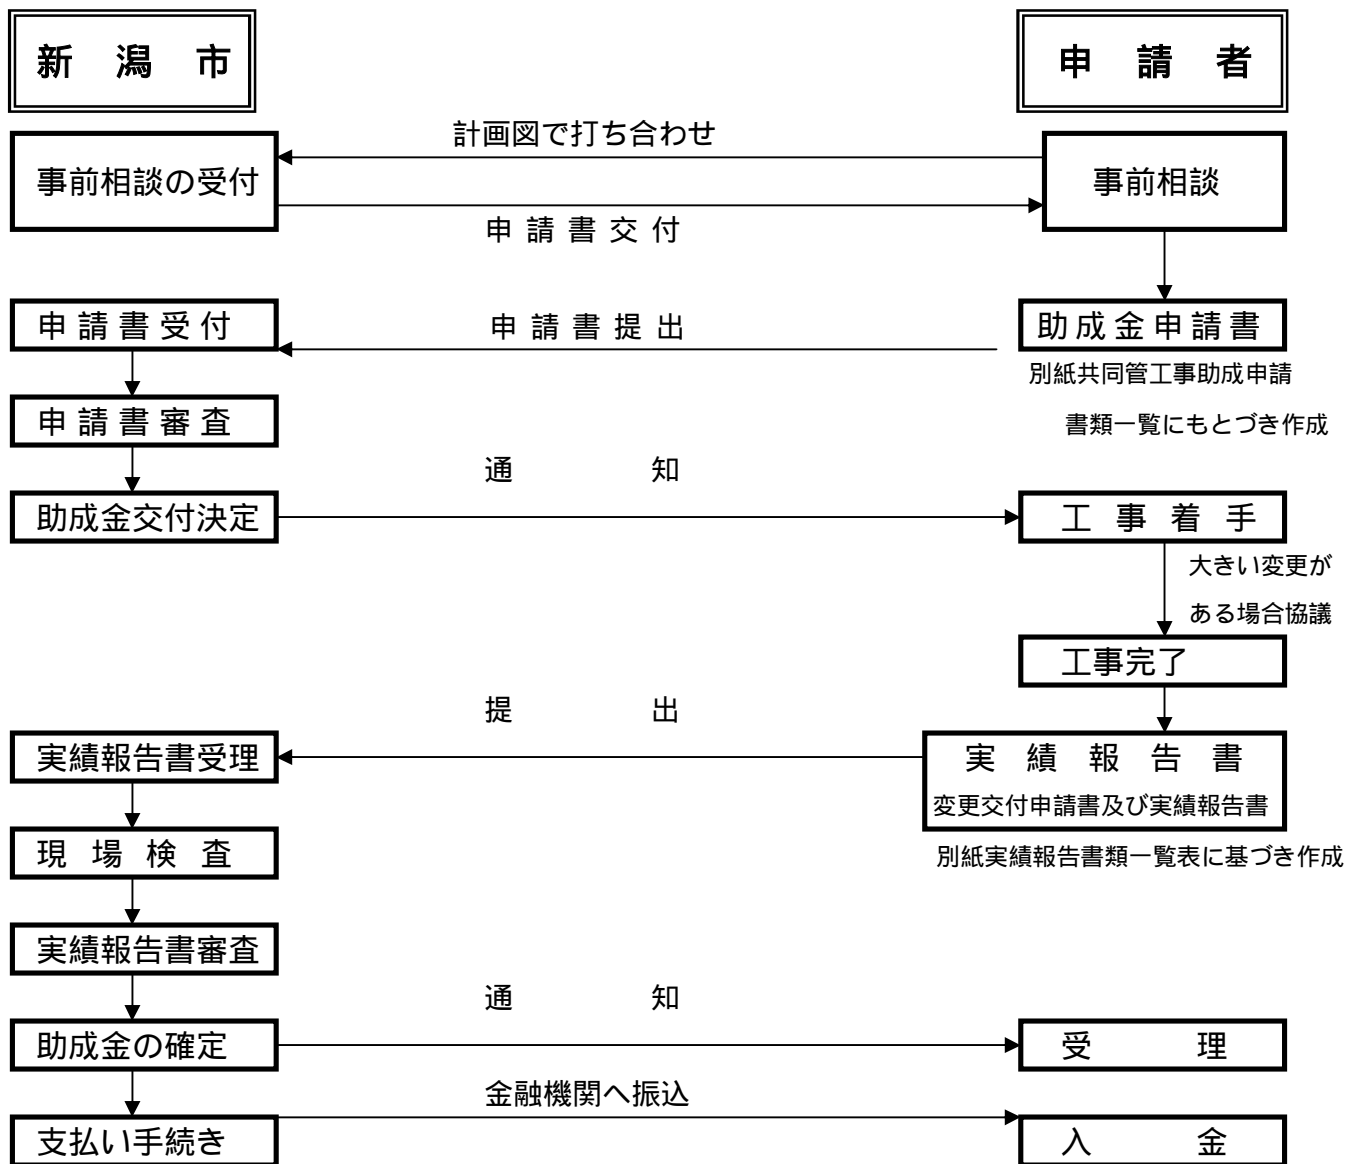 新潟市
申請者
計画図で打ち合わせ
事前相談の受付
事前相談
申請書交付
申請書受付
申請書提出
助成金申請書
別紙共同管工事助成申請
申請書審査
書類一覧にもとづき作成
通知
助成金交付決定
工事着手
大きい変更が
ある場合協議
工事完了
提出
実績報告書受理
実績報告書
変更交付申請書及び実績報告書
現場検査
別紙実績報告書類一覧表に基づき作成
実績報告書審査
通知
助成金の確定
受理
金融機関へ振込
支払い手続き
入金